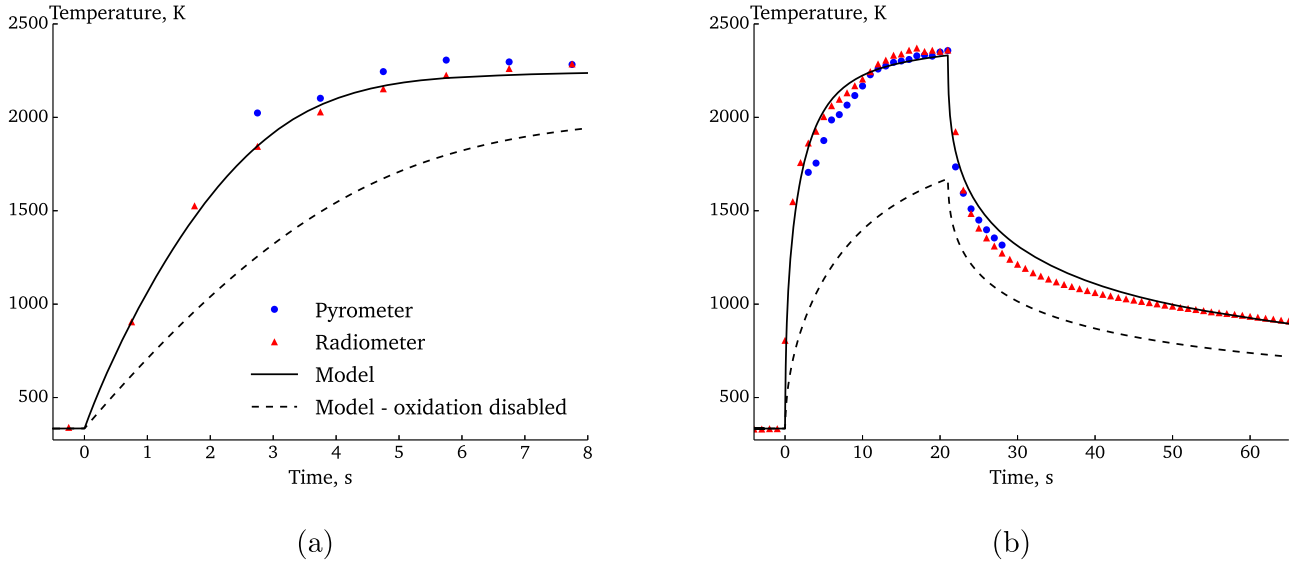 Temperature, K
2500
2000
1500
1000
500
0 1 2 3 4 5 6 7 8
Time, s
Pyrometer
Radiometer
Model
Model - oxidation disabled
(a)
Temperature, K
2500
2000
1500
1000
500
0 10 20 30 40 50 60
Time, s
(b)